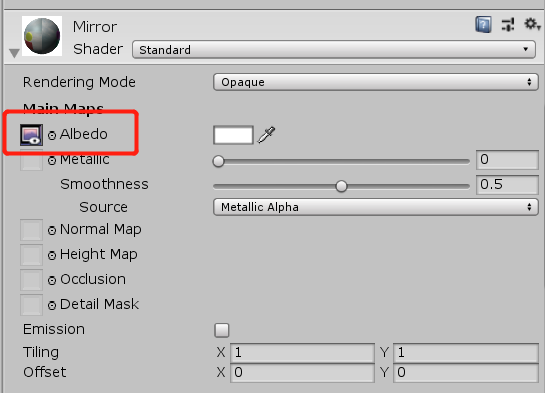 Mirror
Shader Standard
Rendering Mode Opaque
Main Maps
Albedo
Metallic 0
Smoothness 0.5
Source Metallic Alpha
Normal Map
Height Map
Occlusion
Detail Mask
Emission
Tiling X 1 Y 1
Offset X 0 Y 0